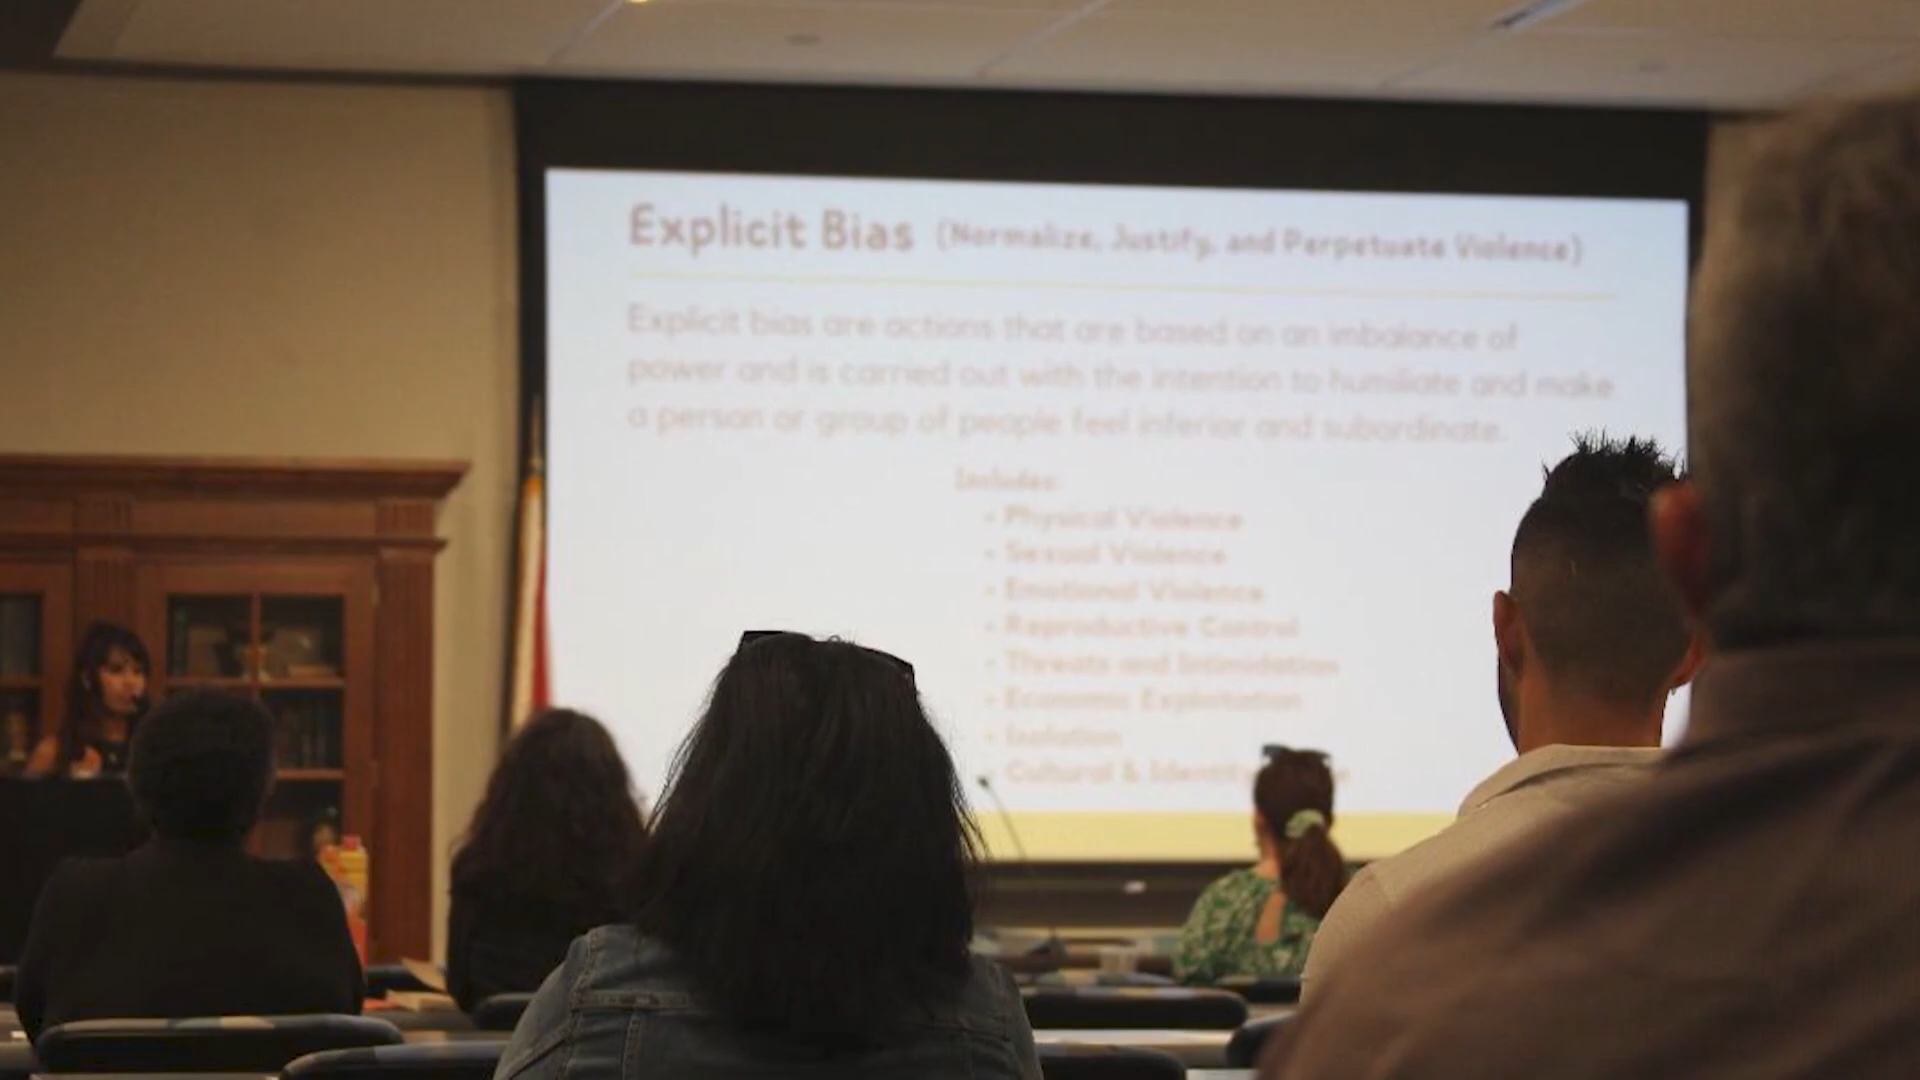 Explicit Bias (Normalize, Justify, and Perpetuate Violence)
Explicit bias are actions that are based on an imbalance of
power and is carried out with the intention to humiliate and make
a person or group of people feel inferior and subordinate.
Includes:
- Physical Violence
- Sexual Violence
- Emotional Violence
- Reproductive Control
- Threats and Intimidation
- Economic Exploitation
- Isolation
Cultural & Identity